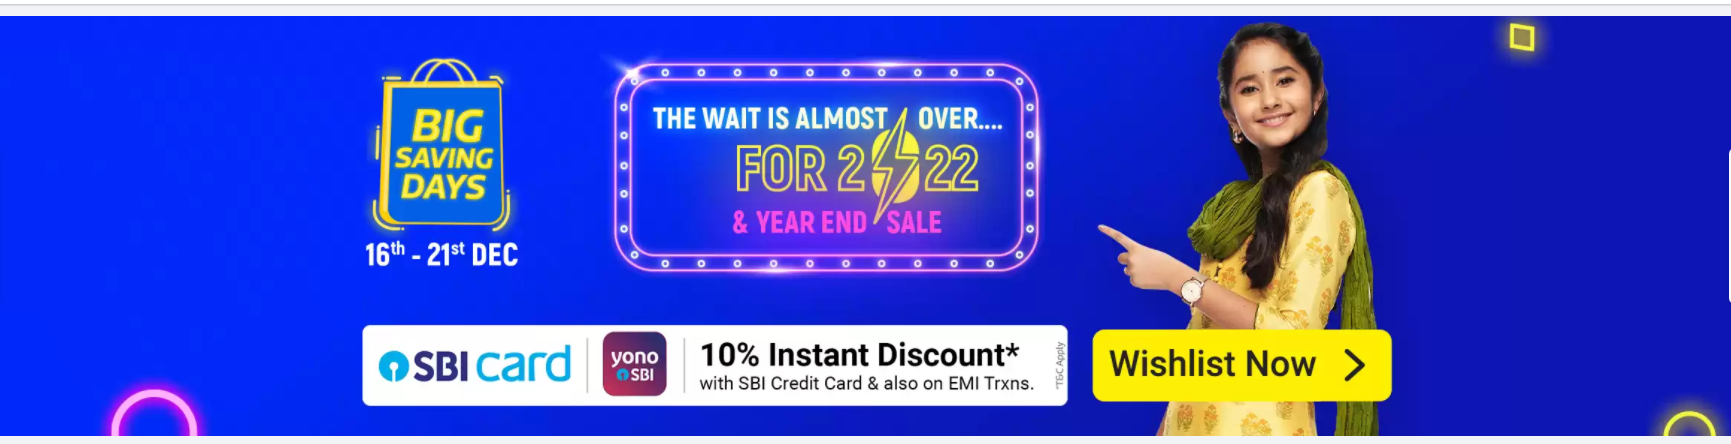 BIG
SAVING
DAYS
16th - 21st DEC
THE WAIT IS ALMOST OVER....
FOR 2022
& YEAR END SALE
SBI card
yono
SBI
10% Instant Discount*
with SBI Credit Card & also on EMI Trxns.
*T&C Apply
Wishlist Now